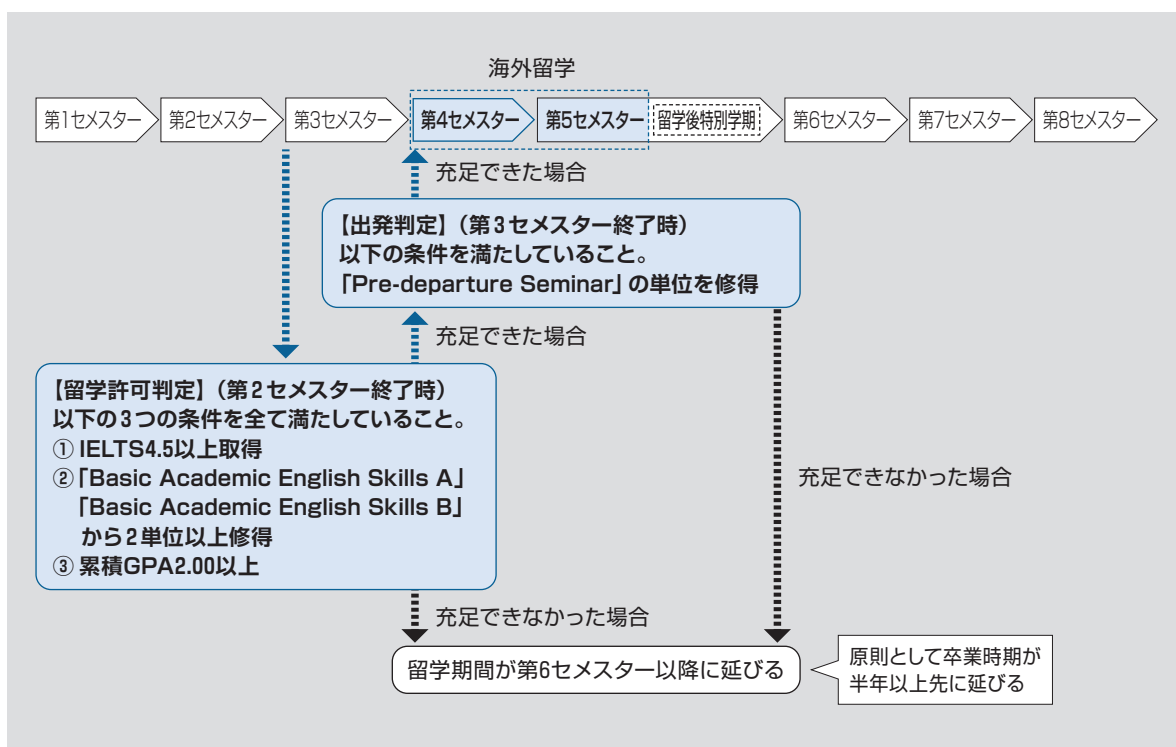 海外留学
第1セメスター 第2セメスター 第3セメスター 第4セメスター 第5セメスター 留学後特別学期 第6セメスター 第7セメスター 第8セメスター
充足できた場合
【出発判定】(第3セメスター終了時)
以下の条件を満たしていること。
「Pre-departure Seminar」の単位を修得
充足できた場合
【留学許可判定】(第2セメスター終了時)
以下の3つの条件を全て満たしていること。
① IELTS4.5以上取得
②「Basic Academic English Skills A」
「Basic Academic English Skills B」
から2単位以上修得
③ 累積GPA2.00以上
充足できなかった場合
充足できなかった場合
留学期間が第6セメスター以降に延びる
原則として卒業時期が
半年以上先に延びる